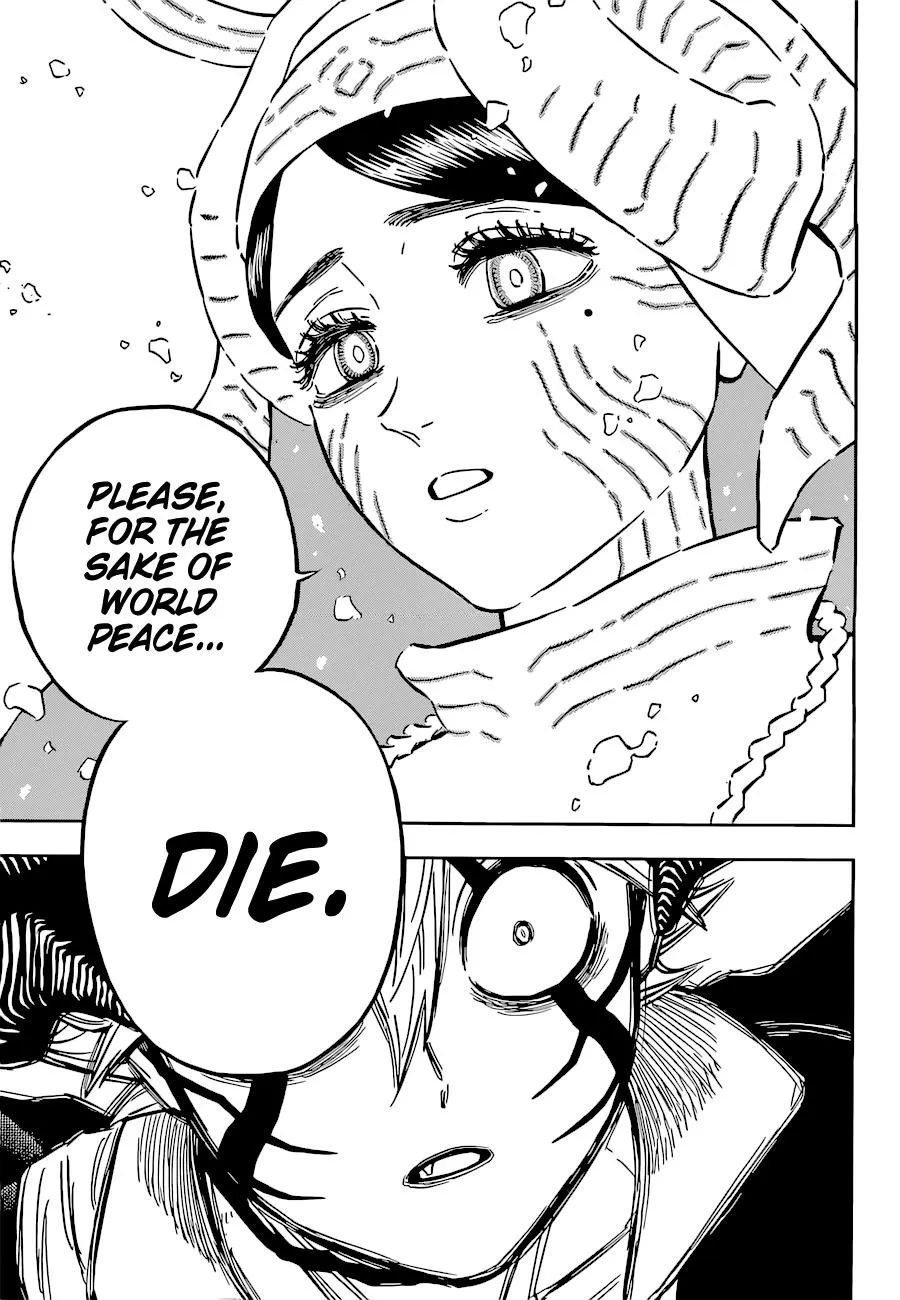 PLEASE,
FOR THE
SAKE OF
WORLD
PEACE...
DIE.